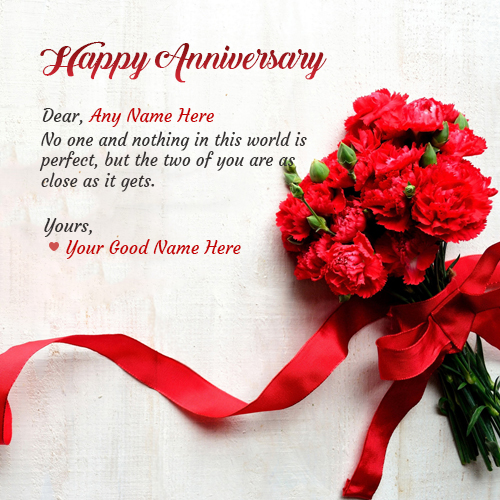 Happy Anniversary
Dear, Any Name Here
No one and nothing in this world is
perfect, but the two of you are as
close as it gets.
Yours,
Your Good Name Here